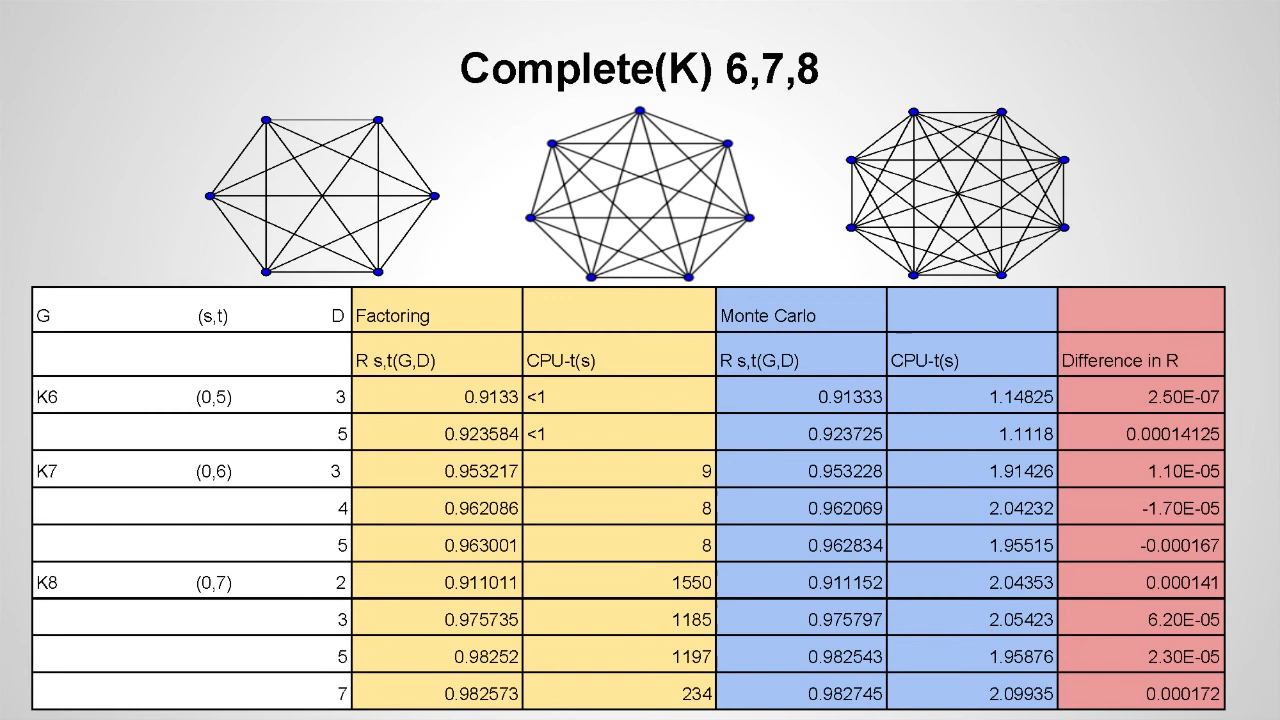 Complete(K) 6,7,8
G (s,t) D Factoring Monte Carlo
R s,t(G,D) CPU-t(s) R s,t(G,D) CPU-t(s) Difference in R
K6 (0,5) 3 0.9133 <1 0.91333 1.14825 2.50E-07
5 0.923584 <1 0.923725 1.1118 0.00014125
K7 (0,6) 3 0.953217 9 0.953228 1.91426 1.10E-05
4 0.962086 8 0.962069 2.04232 -1.70E-05
5 0.963001 8 0.962834 1.95515 -0.000167
K8 (0,7) 2 0.911011 1550 0.911152 2.04353 0.000141
3 0.975735 1185 0.975797 2.05423 6.20E-05
5 0.98252 1197 0.982543 1.95876 2.30E-05
7 0.982573 234 0.982745 2.09935 0.000172